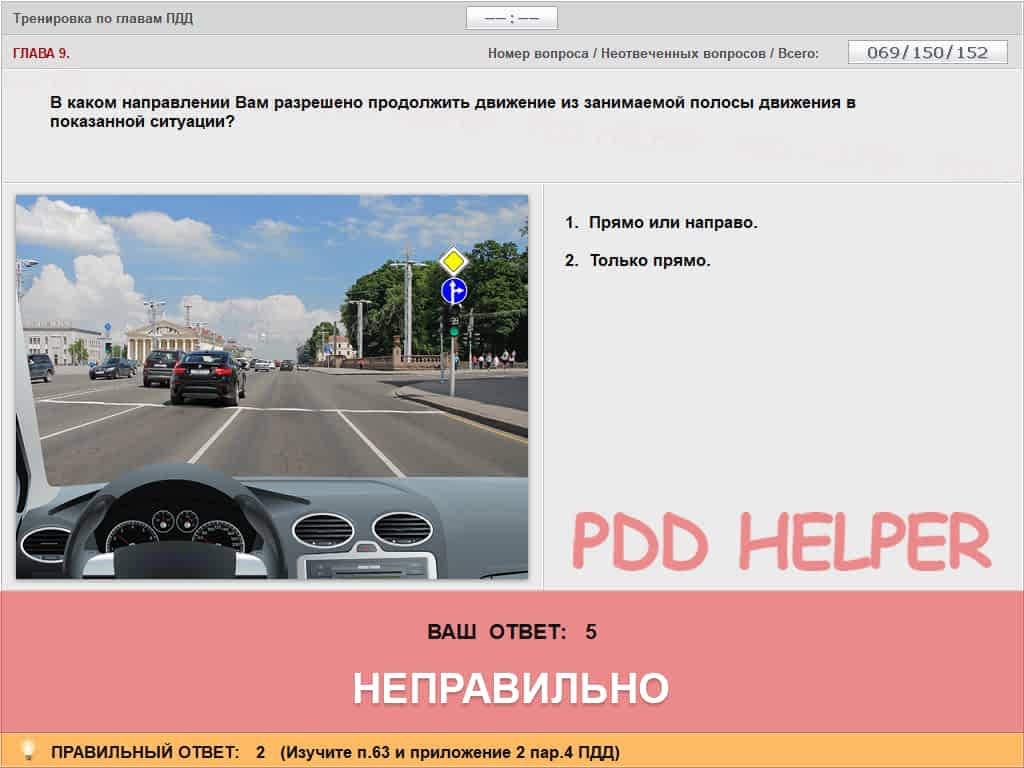 Тренировка по главам ПДД
–– : ––
ГЛАВА 9.
Номер вопроса / Неотвеченных вопросов / Всего:
069/150/152
В каком направлении Вам разрешено продолжить движение из занимаемой полосы движения в
показанной ситуации?
1. Прямо или направо.
2. Только прямо.
PDD HELPER
ВАШ ОТВЕТ: 5
НЕПРАВИЛЬНО
ПРАВИЛЬНЫЙ ОТВЕТ: 2 (Изучите п.63 и приложение 2 пар.4 ПДД)